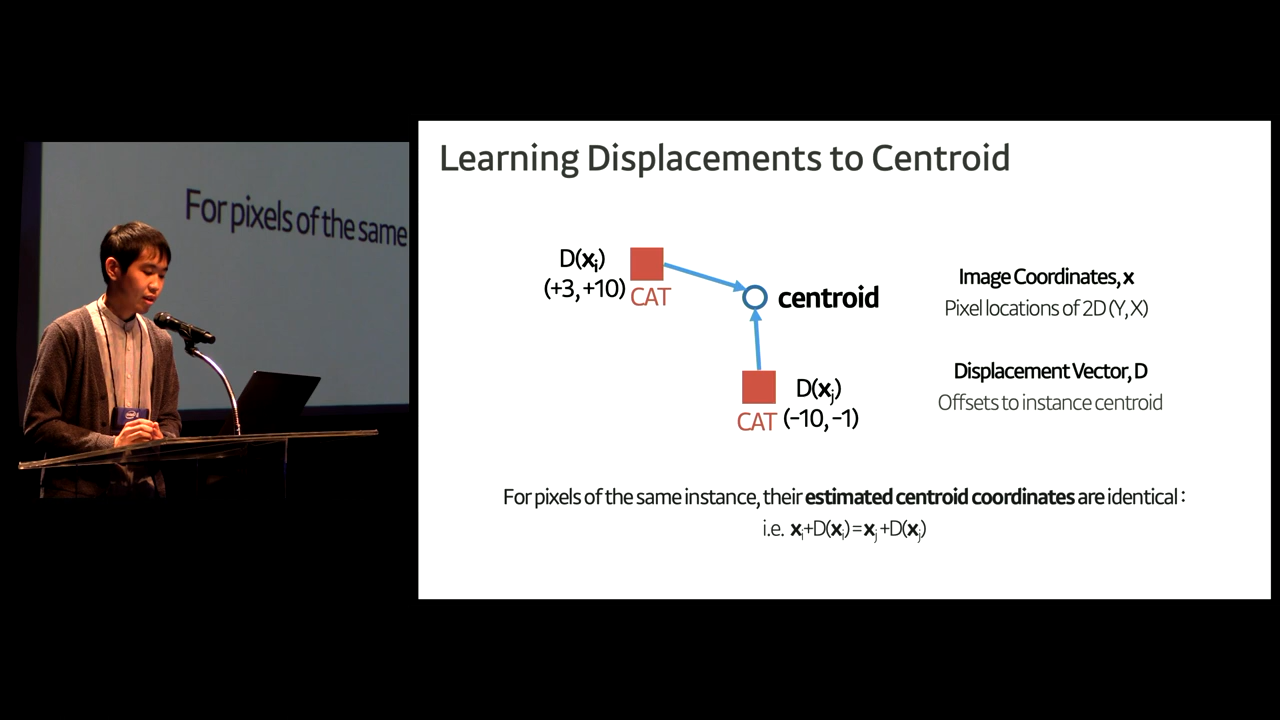 For pixels of the same
Learning Displacements to Centroid
D(xi)
(+3, +10)
CAT
centroid
D(xj)
CAT
(−10, −1)
Image Coordinates, x
Pixel locations of 2D (Y, X)
Displacement Vector, D
Offsets to instance centroid
For pixels of the same instance, their estimated centroid coordinates are identical :
i.e. xi+D(xi)=xj+D(xj)